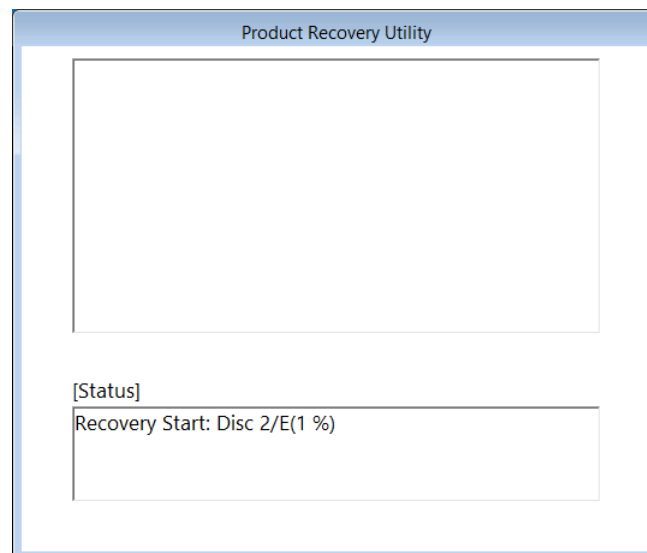 Product Recovery Utility
[Status]
Recovery Start: Disc 2/E(1 %)